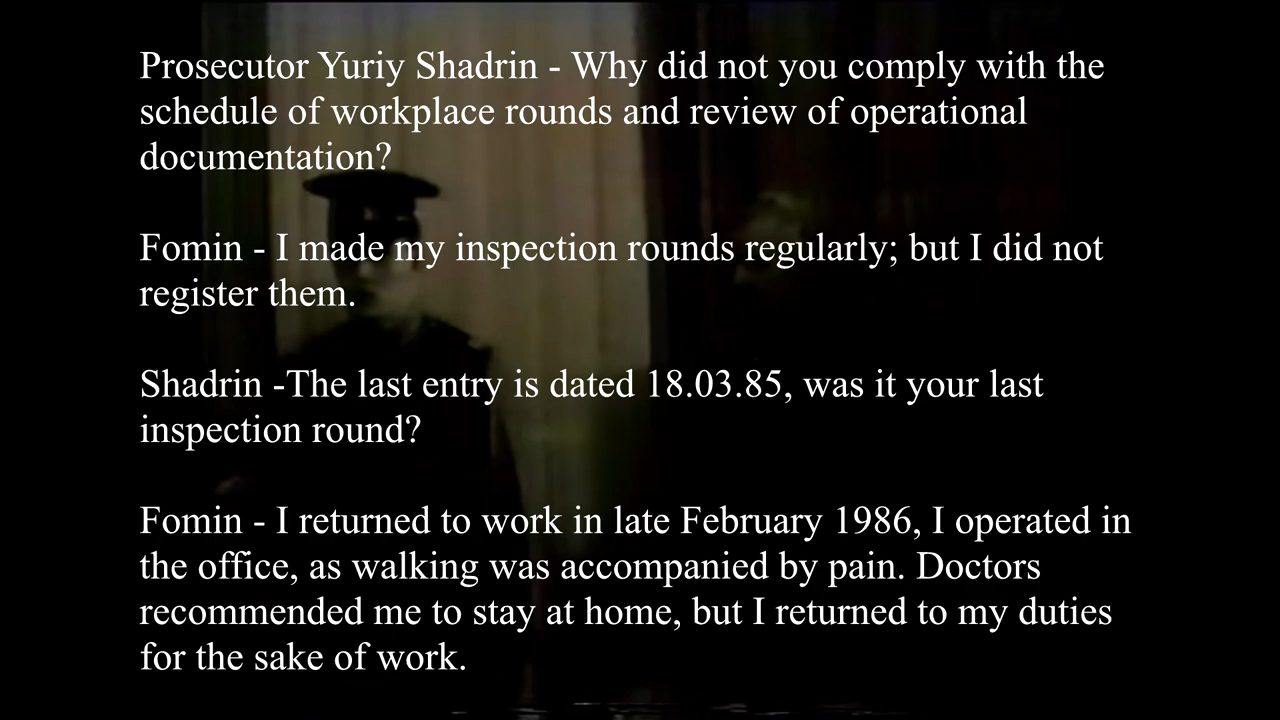 Prosecutor Yuriy Shadrin - Why did not you comply with the
schedule of workplace rounds and review of operational
documentation?
Fomin - I made my inspection rounds regularly; but I did not
register them.
Shadrin -The last entry is dated 18.03.85, was it your last
inspection round?
Fomin - I returned to work in late February 1986, I operated in
the office, as walking was accompanied by pain. Doctors
recommended me to stay at home, but I returned to my duties
for the sake of work.